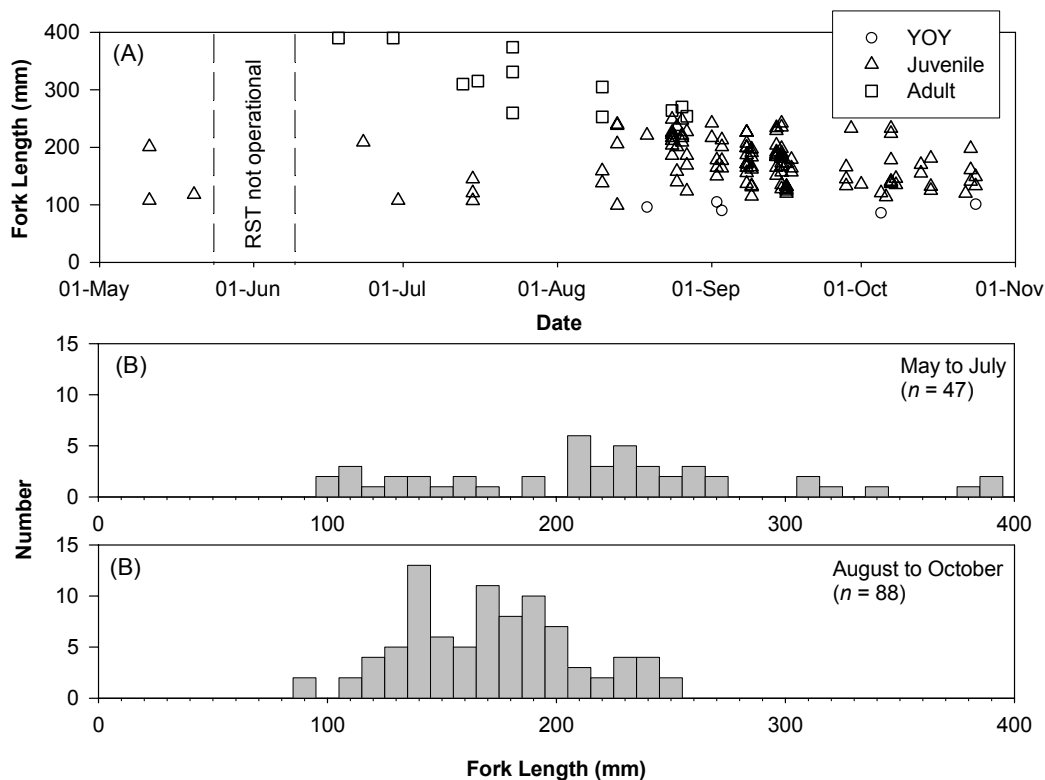 (A)
YOY
Juvenile
Adult
Fork Length (mm)
400
300
200
100
0
RST not operational
01-May
01-Jun
01-Jul
01-Aug
01-Sep
01-Oct
01-Nov
Date
(B)
May to July
(n = 47)
15
10
5
0
0
100
200
300
400
Number
(B)
August to October
(n = 88)
15
10
5
0
0
100
200
300
400
Fork Length (mm)